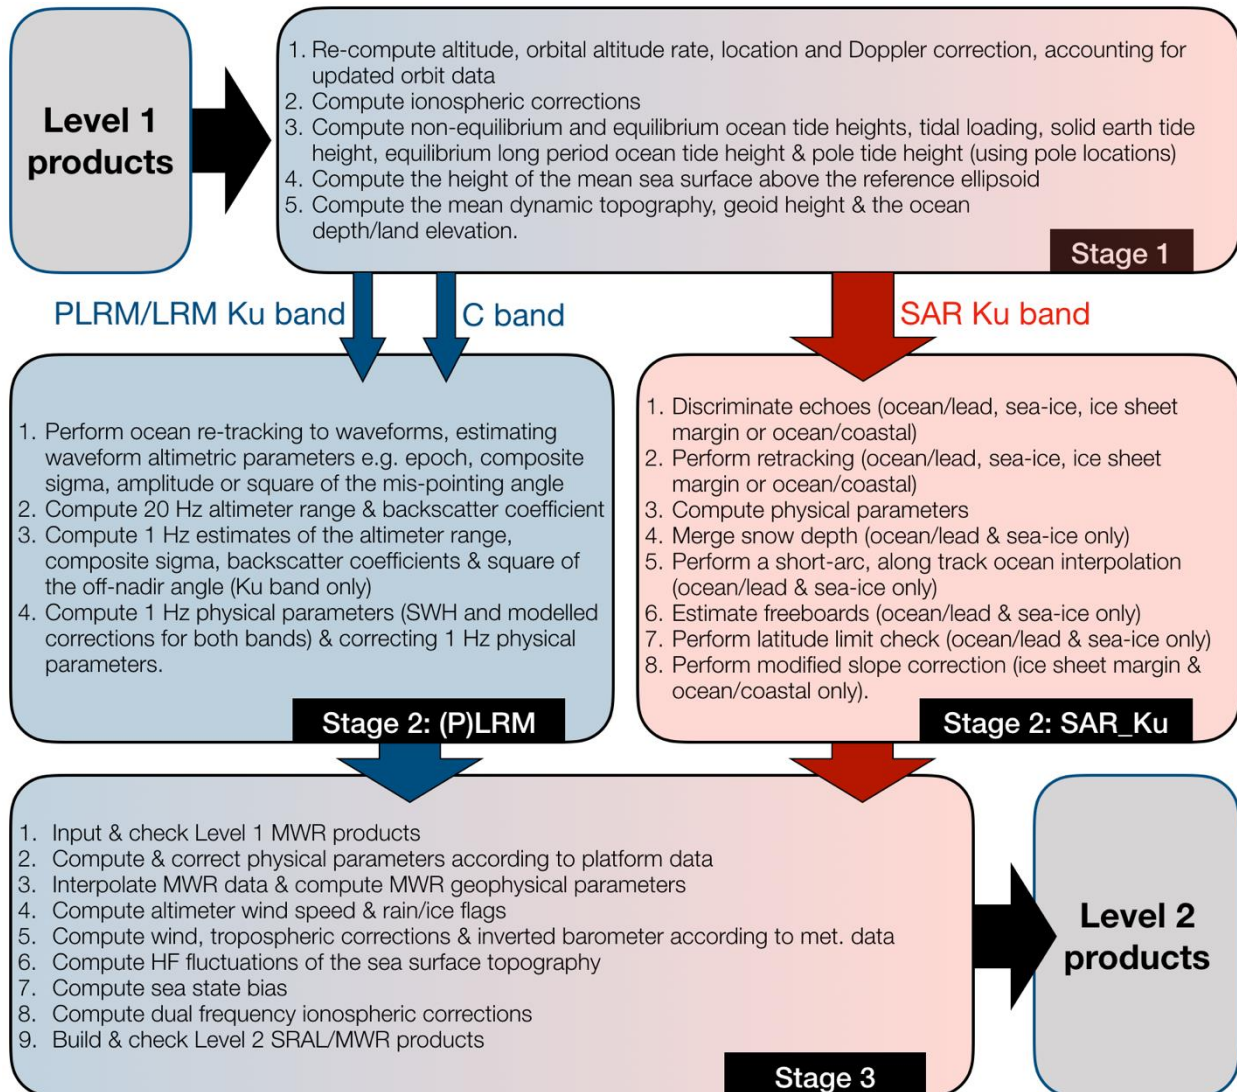 Level 1
products
1. Re-compute altitude, orbital altitude rate, location and Doppler correction, accounting for
updated orbit data
2. Compute ionospheric corrections
3. Compute non-equilibrium and equilibrium ocean tide heights, tidal loading, solid earth tide
height, equilibrium long period ocean tide height & pole tide height (using pole locations)
4. Compute the height of the mean sea surface above the reference ellipsoid
5. Compute the mean dynamic topography, geoid height & the ocean
depth/land elevation.
Stage 1
PLRM/LRM Ku band
C band
SAR Ku band
1. Perform ocean re-tracking to waveforms, estimating
waveform altimetric parameters e.g. epoch, composite
sigma, amplitude or square of the mis-pointing angle
2. Compute 20 Hz altimeter range & backscatter coefficient
3. Compute 1 Hz estimates of the altimeter range,
composite sigma, backscatter coefficients & square of
the off-nadir angle (Ku band only)
4. Compute 1 Hz physical parameters (SWH and modelled
corrections for both bands) & correcting 1 Hz physical
parameters.
Stage 2: (P)LRM
1. Discriminate echoes (ocean/lead, sea-ice, ice sheet
margin or ocean/coastal)
2. Perform retracking (ocean/lead, sea-ice, ice sheet
margin or ocean/coastal)
3. Compute physical parameters
4. Merge snow depth (ocean/lead & sea-ice only)
5. Perform a short-arc, along track ocean interpolation
(ocean/lead & sea-ice only)
6. Estimate freeboards (ocean/lead & sea-ice only)
7. Perform latitude limit check (ocean/lead & sea-ice only)
8. Perform modified slope correction (ice sheet margin &
ocean/coastal only).
Stage 2: SAR_Ku
1. Input & check Level 1 MWR products
2. Compute & correct physical parameters according to platform data
3. Interpolate MWR data & compute MWR geophysical parameters
4. Compute altimeter wind speed & rain/ice flags
5. Compute wind, tropospheric corrections & inverted barometer according to met. data
6. Compute HF fluctuations of the sea surface topography
7. Compute sea state bias
8. Compute dual frequency ionospheric corrections
9. Build & check Level 2 SRAL/MWR products
Stage 3
Level 2
products